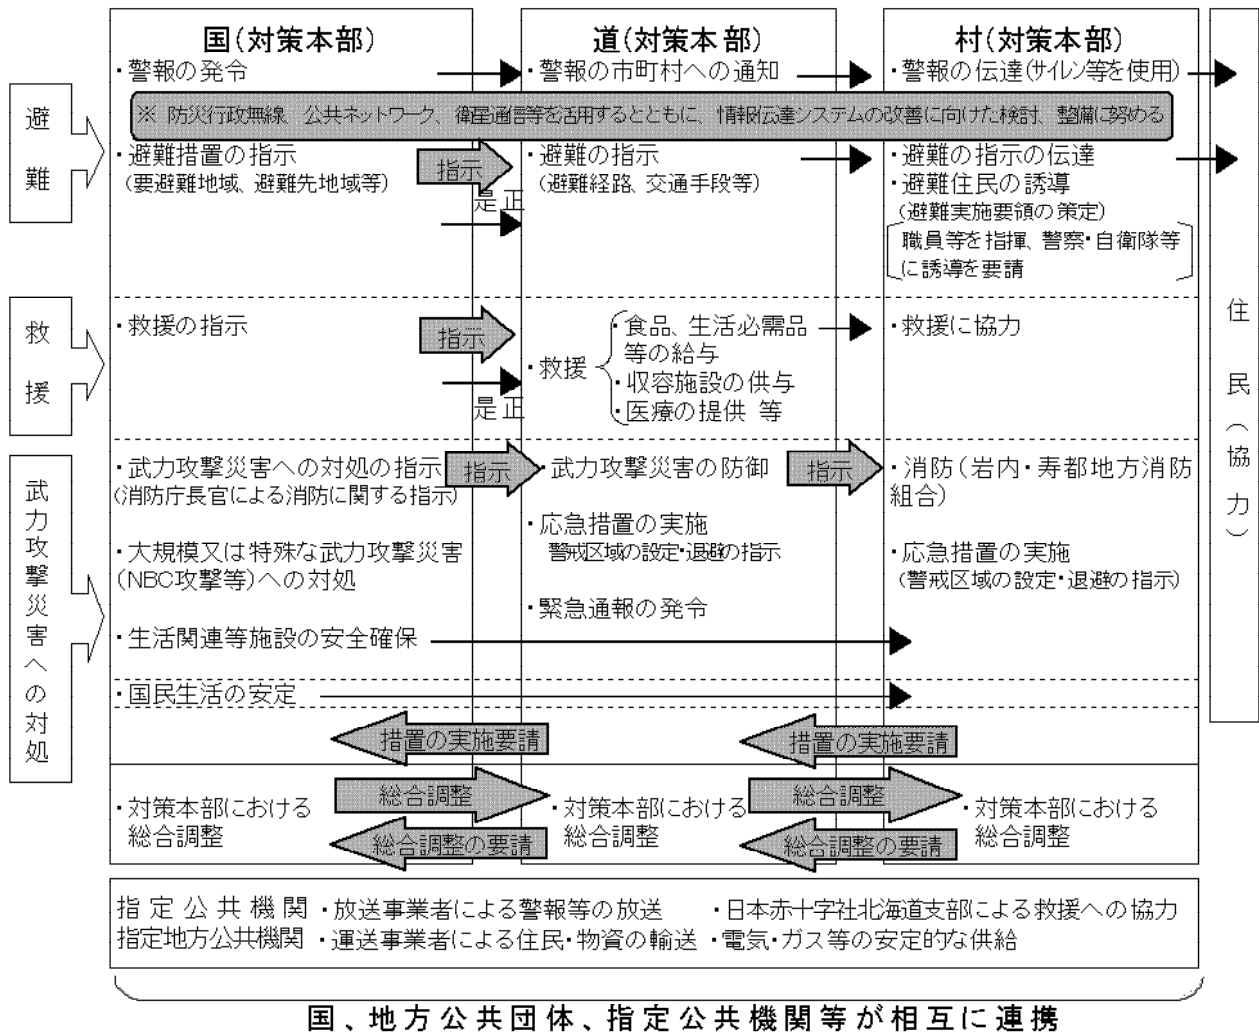 国(対策本部)
道(対策本部)
村(対策本部)
避難
・警報の発令
・警報の市町村への通知
・警報の伝達(サイレン等を使用)
※ 防災行政無線、公共ネットワーク、衛星通信等を活用するとともに、情報伝達システムの改善に向けた検討、整備に努める
・避難措置の指示
(要避難地域、避難先地域等)
指示
是正
・避難の指示
(避難経路、交通手段等)
・避難の指示の伝達
・避難住民の誘導
(避難実施要領の策定)
職員等を指揮、警察・自衛隊等
に誘導を要請
住民(協力)
救援
・救援の指示
指示
是正
・救援
・食品、生活必需品
等の給与
・収容施設の供与
・医療の提供 等
・救援に協力
武力攻撃災害への対処
・武力攻撃災害への対処の指示
(消防庁長官による消防に関する指示)
指示
・武力攻撃災害の防御
指示
・消防(岩内・寿都地方消防
組合)
・大規模又は特殊な武力攻撃災害
(NBC攻撃等)への対処
・応急措置の実施
警戒区域の設定・退避の指示
・応急措置の実施
(警戒区域の設定・退避の指示)
・緊急通報の発令
・生活関連等施設の安全確保
・国民生活の安定
措置の実施要請
措置の実施要請
・対策本部における
総合調整
総合調整
総合調整の要請
・対策本部における
総合調整
総合調整
総合調整の要請
・対策本部における
総合調整
指定公共機関 ・放送事業者による警報等の放送 ・日本赤十字社北海道支部による救援への協力
指定地方公共機関 ・運送事業者による住民・物資の輸送 ・電気・ガス等の安定的な供給
国、地方公共団体、指定公共機関等が相互に連携